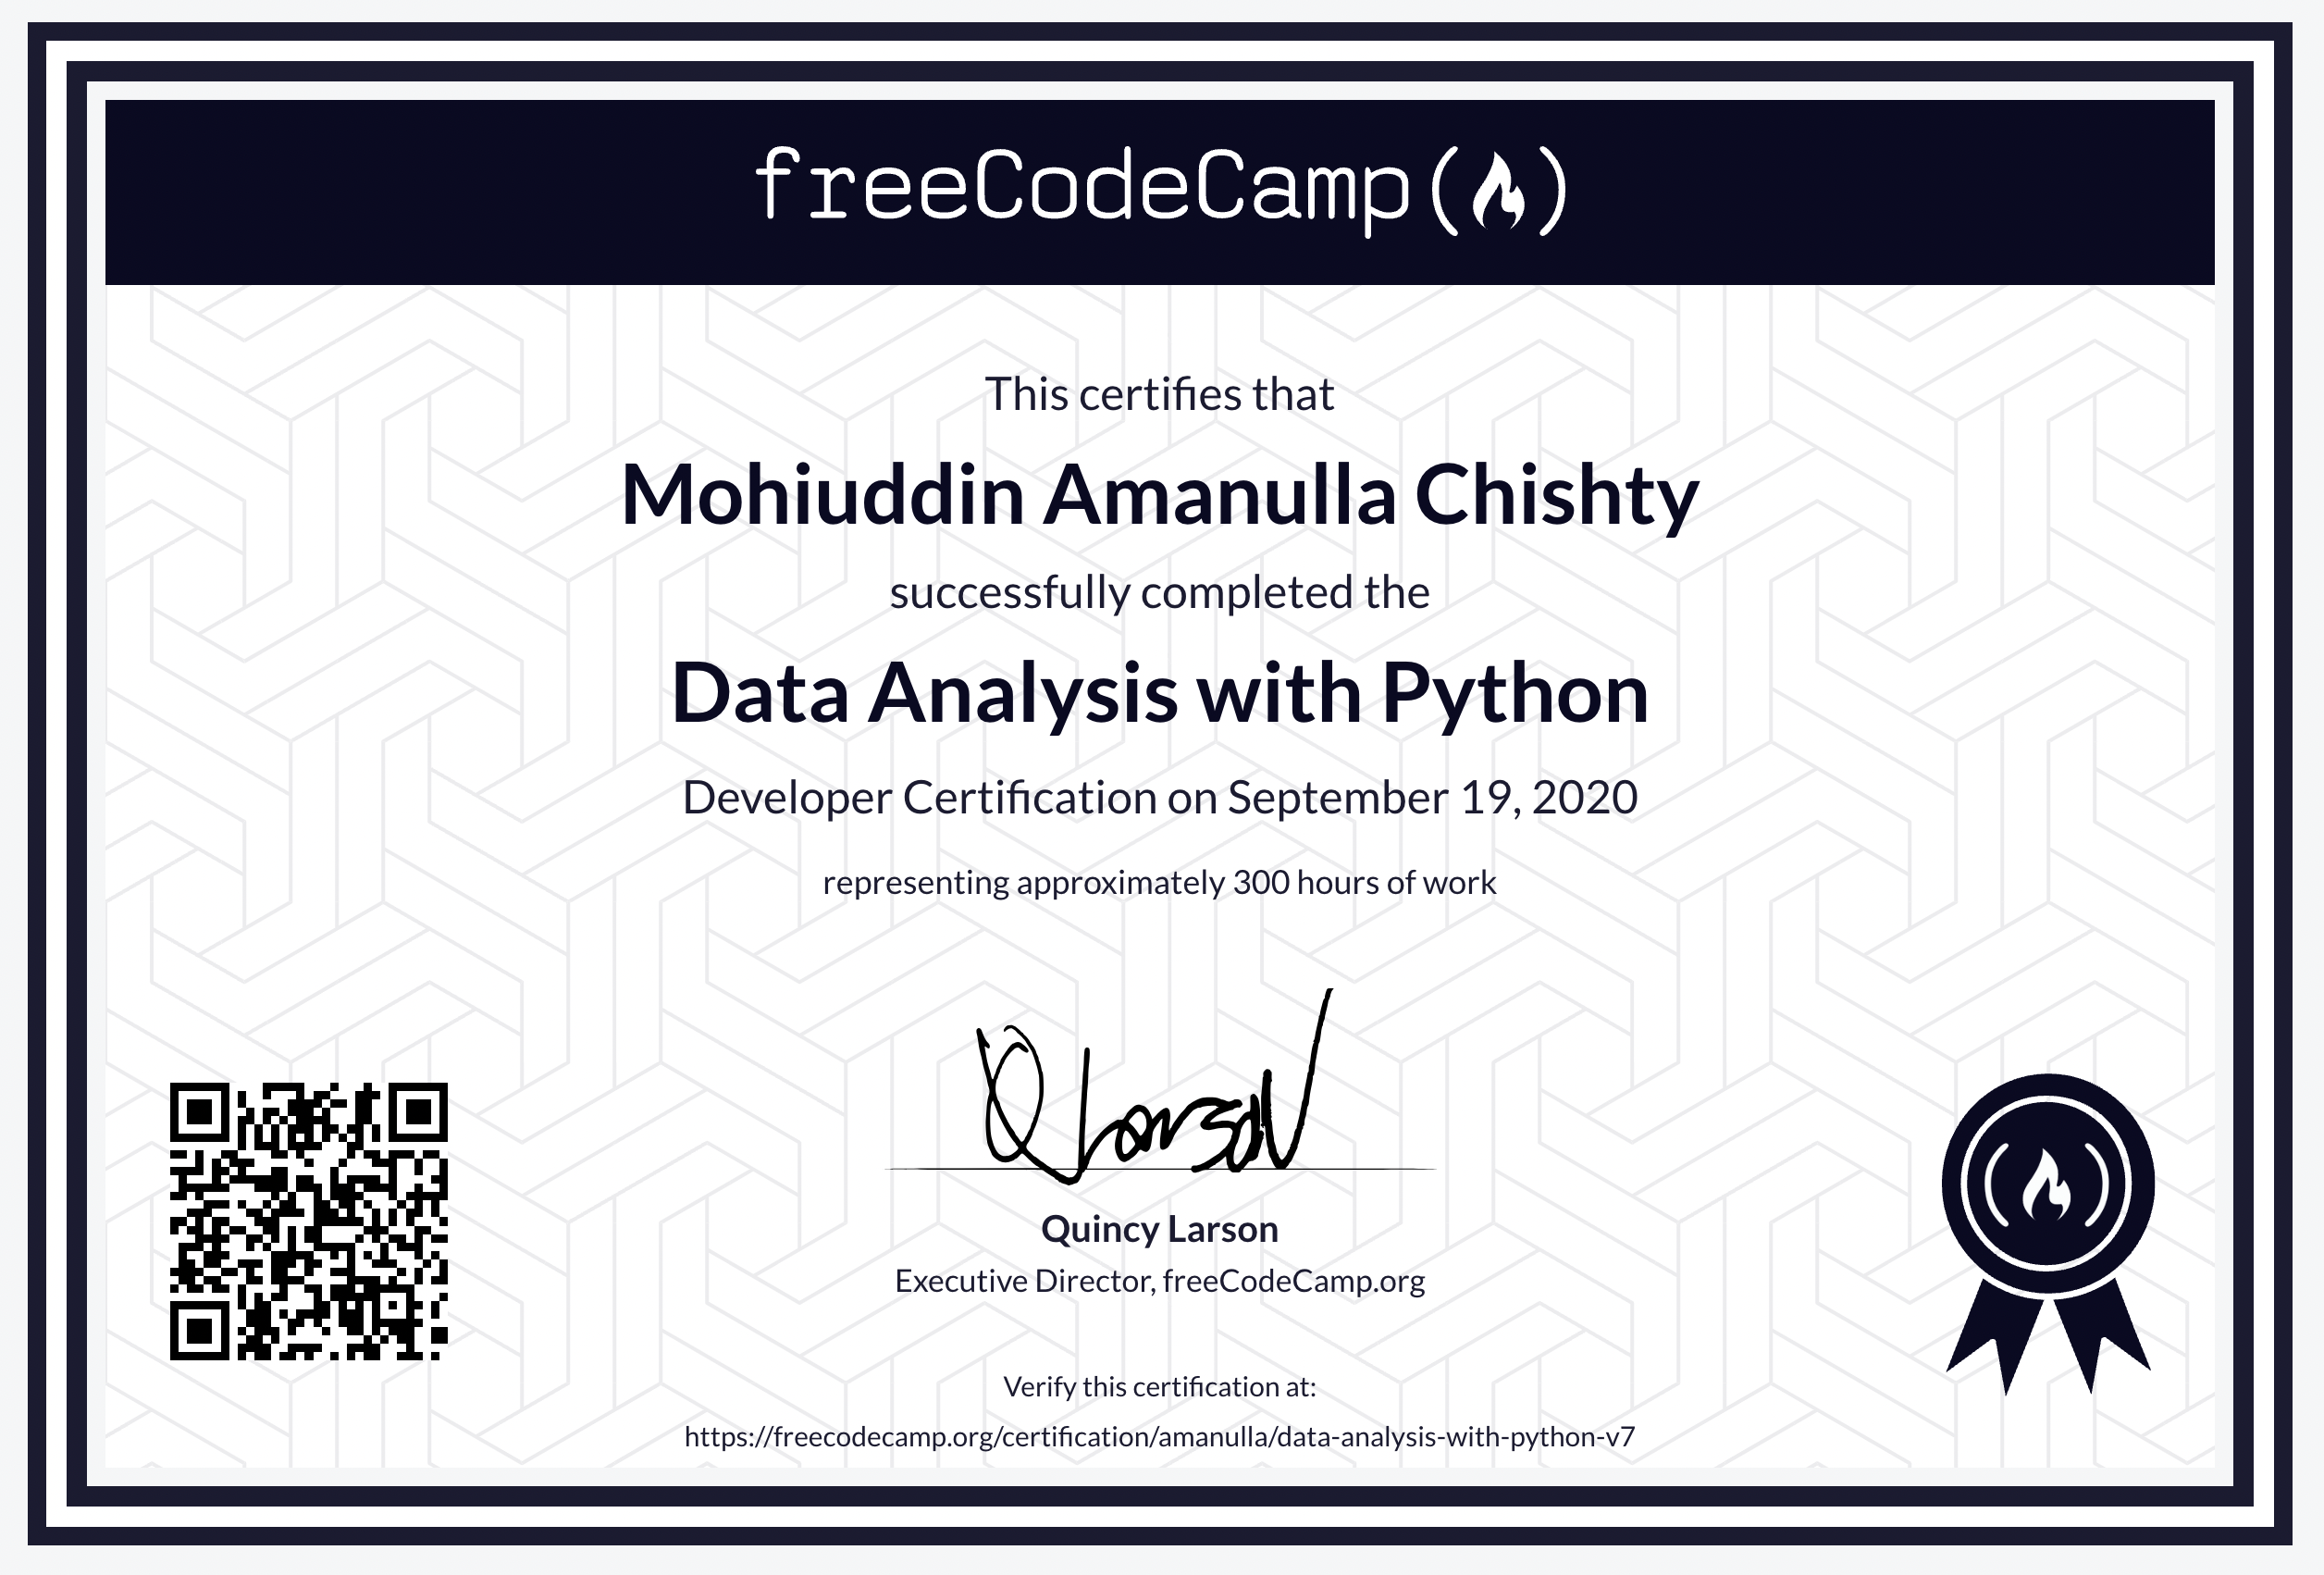 freeCodeCamp(🔥)
This certifies that
Mohiuddin Amanulla Chishty
successfully completed the
Data Analysis with Python
Developer Certification on September 19, 2020
representing approximately 300 hours of work
Q Larson
Quincy Larson
Executive Director, freeCodeCamp.org
Verify this certification at:
https://freecodecamp.org/certification/amanulla/data-analysis-with-python-v7